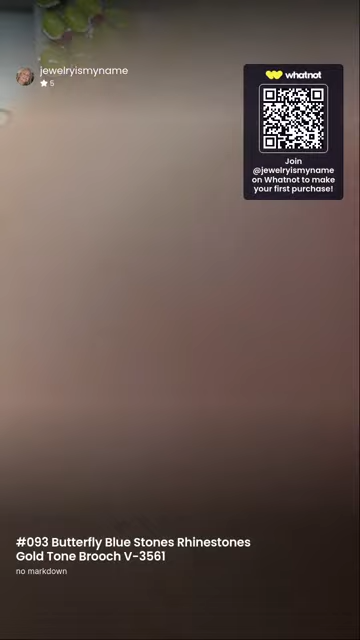 jewelryismyname
5
whatnot
Join
@jewelryismyname
on Whatnot to make
your first purchase!
#093 Butterfly Blue Stones Rhinestones
Gold Tone Brooch V-3561
no markdown